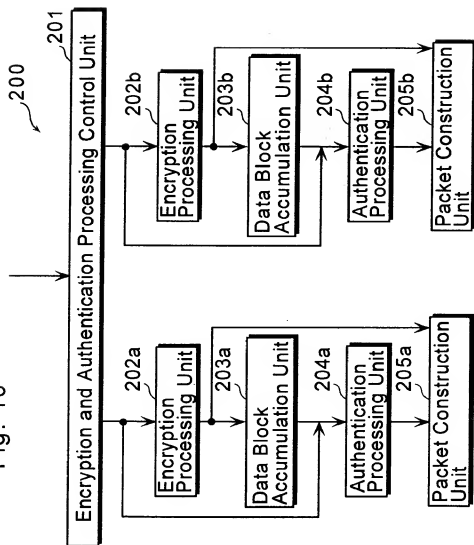 Fig. 10
200
201
Encryption and Authentication Processing Control Unit
202a
Encryption
Processing Unit
203a
Data Block
Accumulation Unit
204a
Authentication
Processing Unit
205a
Packet Construction
Unit
202b
Encryption
Processing Unit
203b
Data Block
Accumulation Unit
204b
Authentication
Processing Unit
205b
Packet Construction
Unit